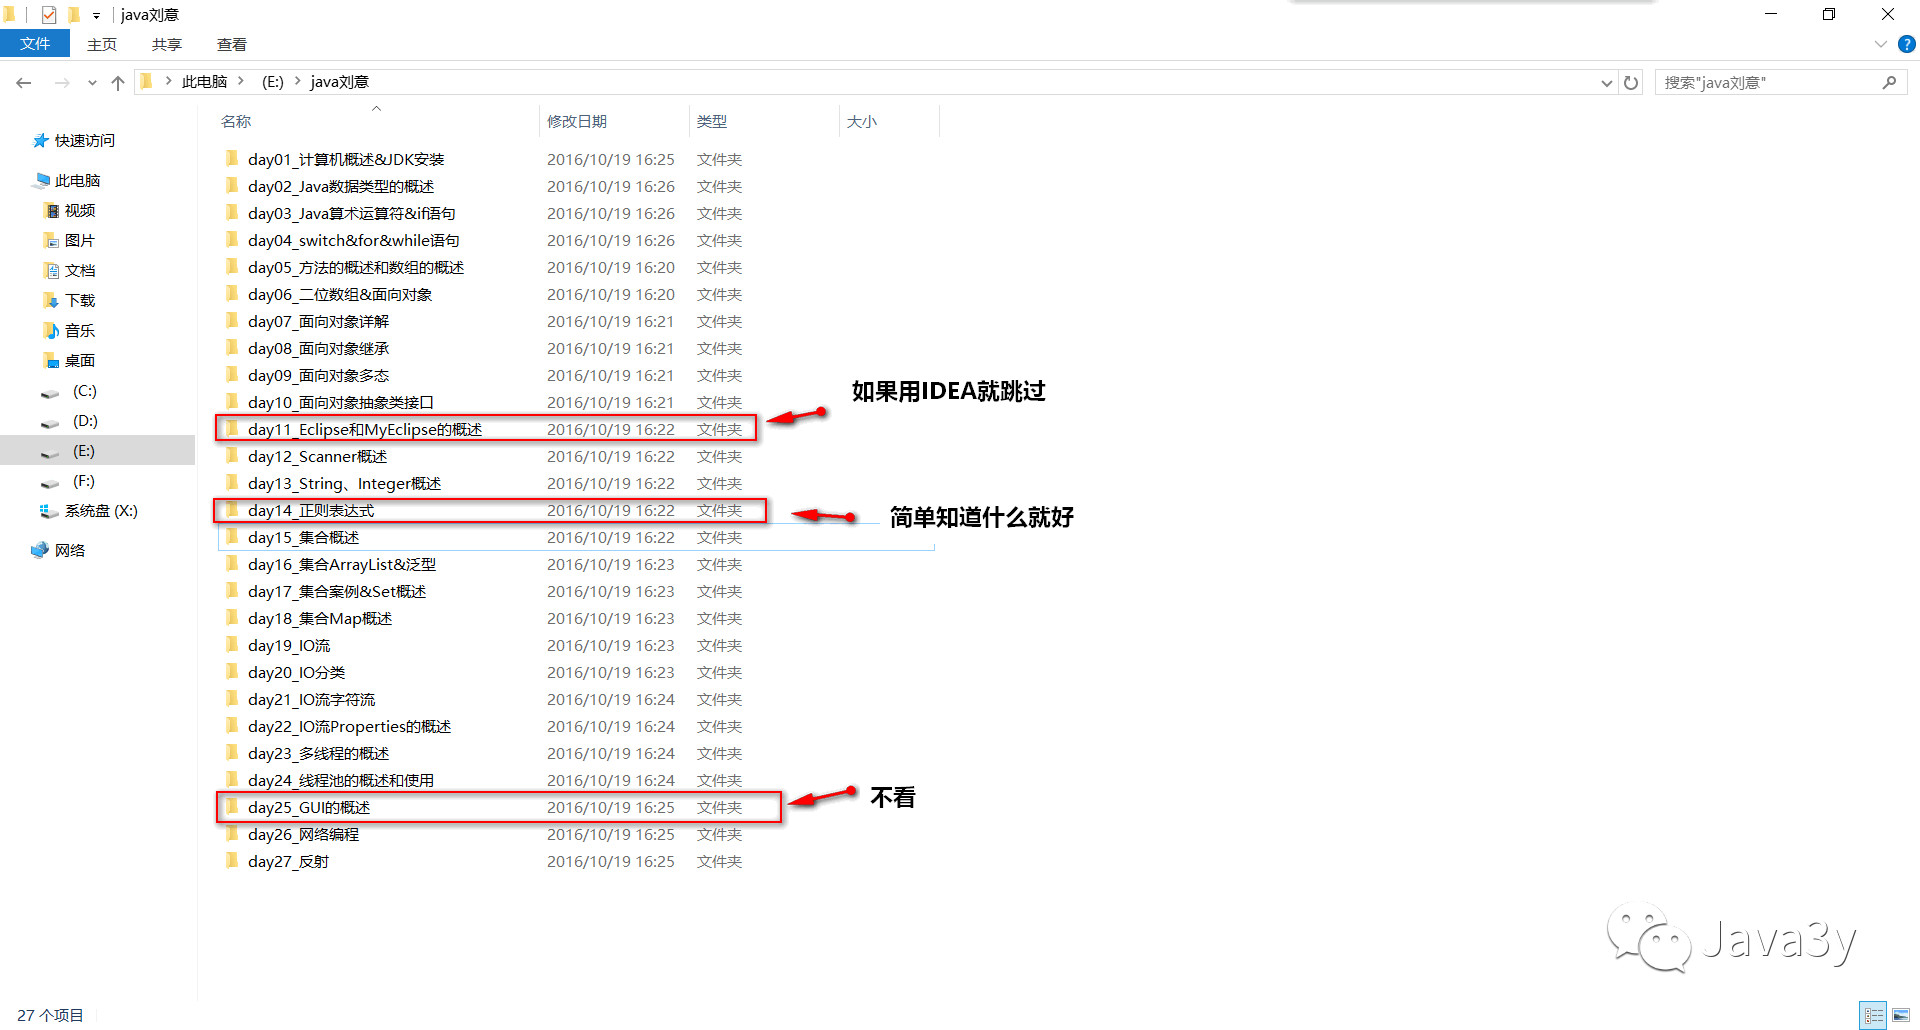 java刘意
文件 主页 共享 查看
此电脑 (E:) java刘意 搜索"java刘意"
名称 修改日期 类型 大小
快速访问
此电脑
视频
图片
文档
下载
音乐
桌面
(C:)
(D:)
(E:)
(F:)
系统盘 (X:)
网络
day01_计算机概述&JDK安装 2016/10/19 16:25 文件夹
day02_Java数据类型的概述 2016/10/19 16:26 文件夹
day03_Java算术运算符&if语句 2016/10/19 16:26 文件夹
day04_switch&for&while语句 2016/10/19 16:26 文件夹
day05_方法的概述和数组的概述 2016/10/19 16:20 文件夹
day06_二位数组&面向对象 2016/10/19 16:20 文件夹
day07_面向对象详解 2016/10/19 16:21 文件夹
day08_面向对象继承 2016/10/19 16:21 文件夹
day09_面向对象多态 2016/10/19 16:21 文件夹
day10_面向对象抽象类接口 2016/10/19 16:21 文件夹
如果用IDEA就跳过
day11_Eclipse和MyEclipse的概述 2016/10/19 16:22 文件夹
day12_Scanner概述 2016/10/19 16:22 文件夹
day13_String、Integer概述 2016/10/19 16:22 文件夹
day14_正则表达式 2016/10/19 16:22 文件夹
简单知道什么就好
day15_集合概述 2016/10/19 16:22 文件夹
day16_集合ArrayList&泛型 2016/10/19 16:23 文件夹
day17_集合案例&Set概述 2016/10/19 16:23 文件夹
day18_集合Map概述 2016/10/19 16:23 文件夹
day19_IO流 2016/10/19 16:23 文件夹
day20_IO分类 2016/10/19 16:23 文件夹
day21_IO流字符流 2016/10/19 16:24 文件夹
day22_IO流Properties的概述 2016/10/19 16:24 文件夹
day23_多线程的概述 2016/10/19 16:24 文件夹
day24_线程池的概述和使用 2016/10/19 16:24 文件夹
day25_GUI的概述 2016/10/19 16:25 文件夹
不看
day26_网络编程 2016/10/19 16:25 文件夹
day27_反射 2016/10/19 16:25 文件夹
Java3y
27 个项目